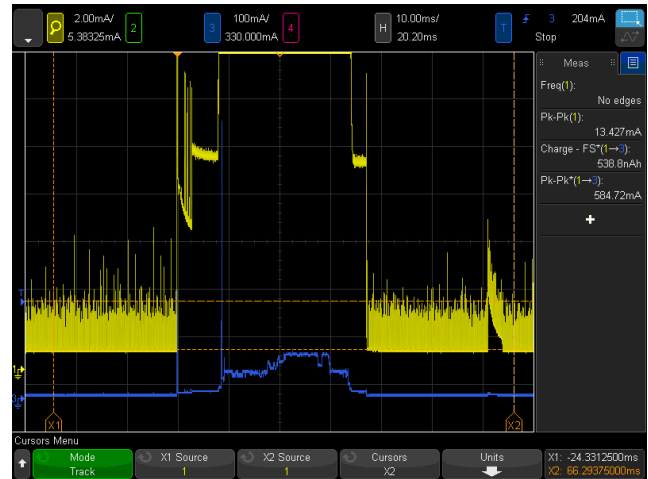 2.00mA/
5.38325mA
2
3
100mA/
330.000mA
4
H
10.00ms/
20.20ms
T
3
204mA
Stop
Meas
Freq(1):
No edges
Pk-Pk(1):
13.427mA
Charge - FS*(1→3):
538.8nAh
Pk-Pk*(1→3):
584.72mA
+
T
1
3
X1
X2
Cursors Menu
Mode
Track
X1 Source
1
X2 Source
1
Cursors
X2
Units
X1: -24.3312500ms
X2: 66.29375000ms